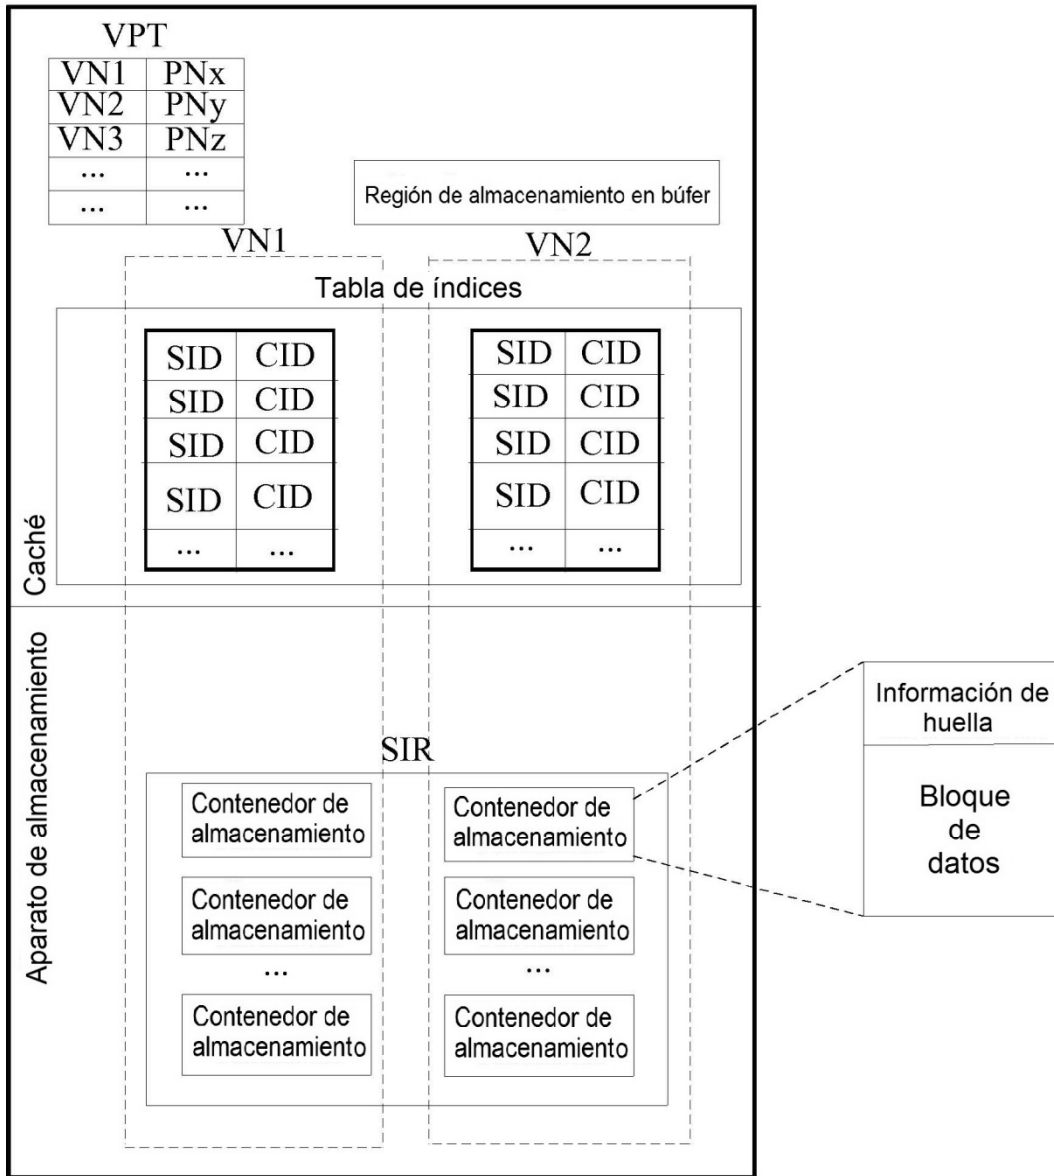 VPT
VN1 PNx
VN2 PNy
VN3 PNz
... ...
... ...
Región de almacenamiento en búfer
VN1
VN2
Tabla de índices
SID CID
SID CID
SID CID
SID CID
... ...
SID CID
SID CID
SID CID
SID CID
... ...
Caché
Aparato de almacenamiento
SIR
Contenedor de
almacenamiento
Contenedor de
almacenamiento
...
Contenedor de
almacenamiento
Contenedor de
almacenamiento
Contenedor de
almacenamiento
...
Contenedor de
almacenamiento
Información de
huella
Bloque
de
datos